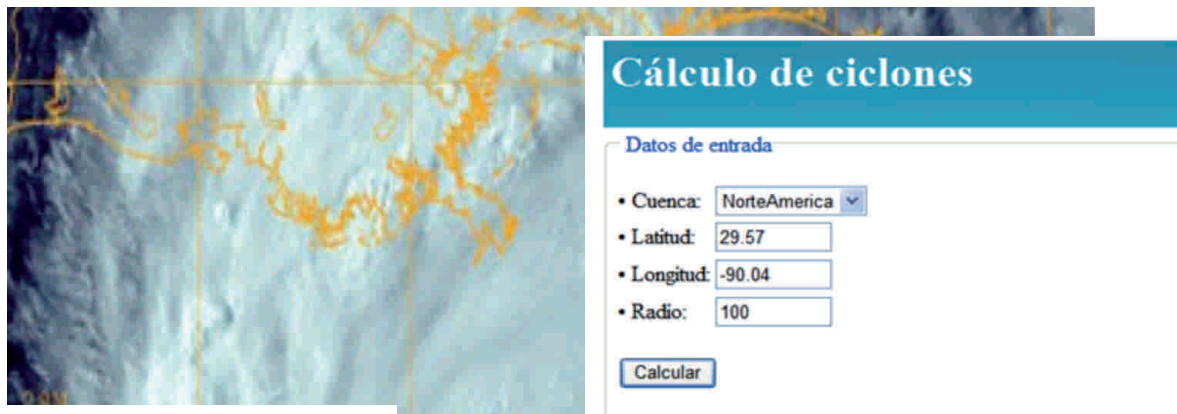 Cálculo de ciclones
Datos de entrada
• Cuenca: NorteAmerica
• Latitud: 29.57
• Longitud: -90.04
• Radio: 100
Calcular